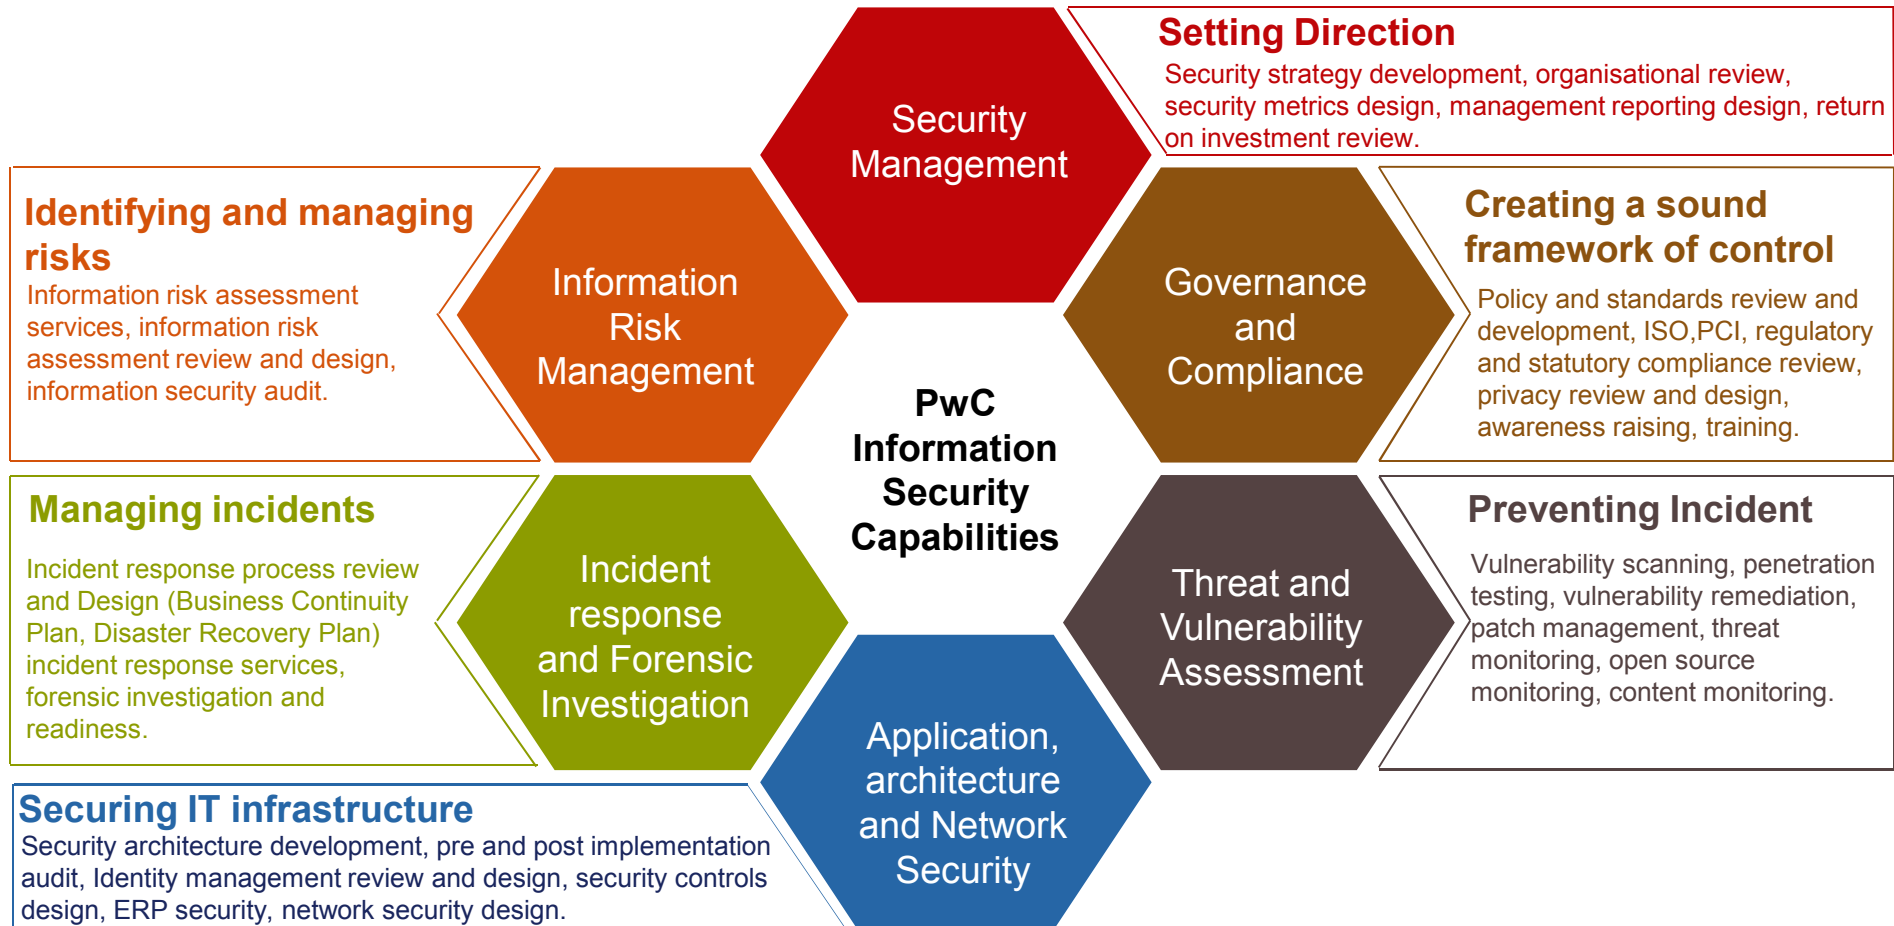 Security
Management
Setting Direction
Security strategy development, organisational review,
security metrics design, management reporting design, return
on investment review.
Identifying and managing
risks
Information risk assessment
services, information risk
assessment review and design,
information security audit.
Information
Risk
Management
Governance
and
Compliance
Creating a sound
framework of control
Policy and standards review and
development, ISO,PCI, regulatory
and statutory compliance review,
privacy review and design,
awareness raising, training.
PwC
Information
Security
Capabilities
Managing incidents
Incident response process review
and Design (Business Continuity
Plan, Disaster Recovery Plan)
incident response services,
forensic investigation and
readiness.
Incident
response
and Forensic
Investigation
Threat and
Vulnerability
Assessment
Preventing Incident
Vulnerability scanning, penetration
testing, vulnerability remediation,
patch management, threat
monitoring, open source
monitoring, content monitoring.
Securing IT infrastructure
Security architecture development, pre and post implementation
audit, Identity management review and design, security controls
design, ERP security, network security design.
Application,
architecture
and Network
Security